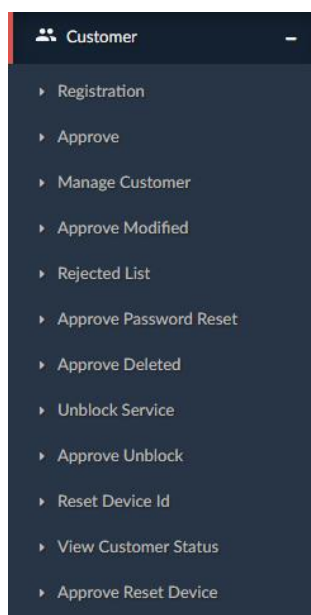 Customer
Registration
Approve
Manage Customer
Approve Modified
Rejected List
Approve Password Reset
Approve Deleted
Unblock Service
Approve Unblock
Reset Device Id
View Customer Status
Approve Reset Device